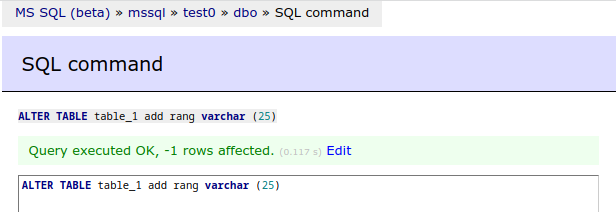 MS SQL (beta) » mssql » test0 » dbo » SQL command
SQL command
ALTER TABLE table_1 add rang varchar (25)
Query executed OK, -1 rows affected. (0.117 s) Edit
ALTER TABLE table_1 add rang varchar (25)